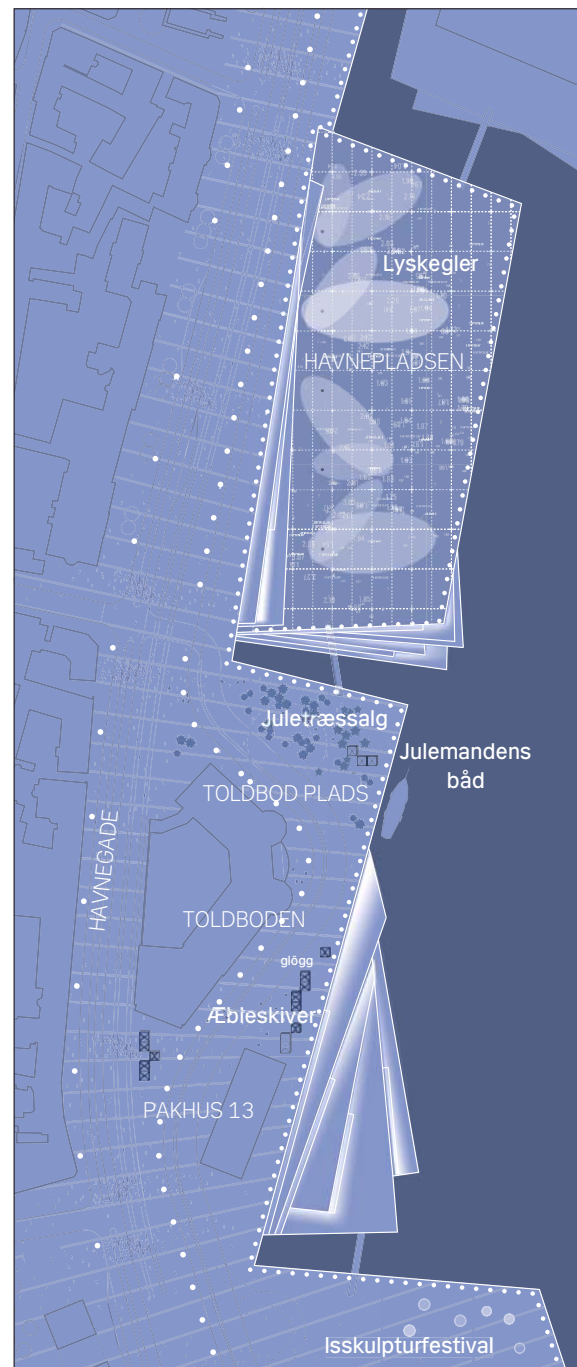 Lyskegler
HAVNEPLADSEN
Juletræssalg
Julemandens
båd
TOLDBOD PLADS
HAVNEGADE
TOLDBODEN
glögg
Æbleskiver
PAKHUS 13
Isskulpturfestival